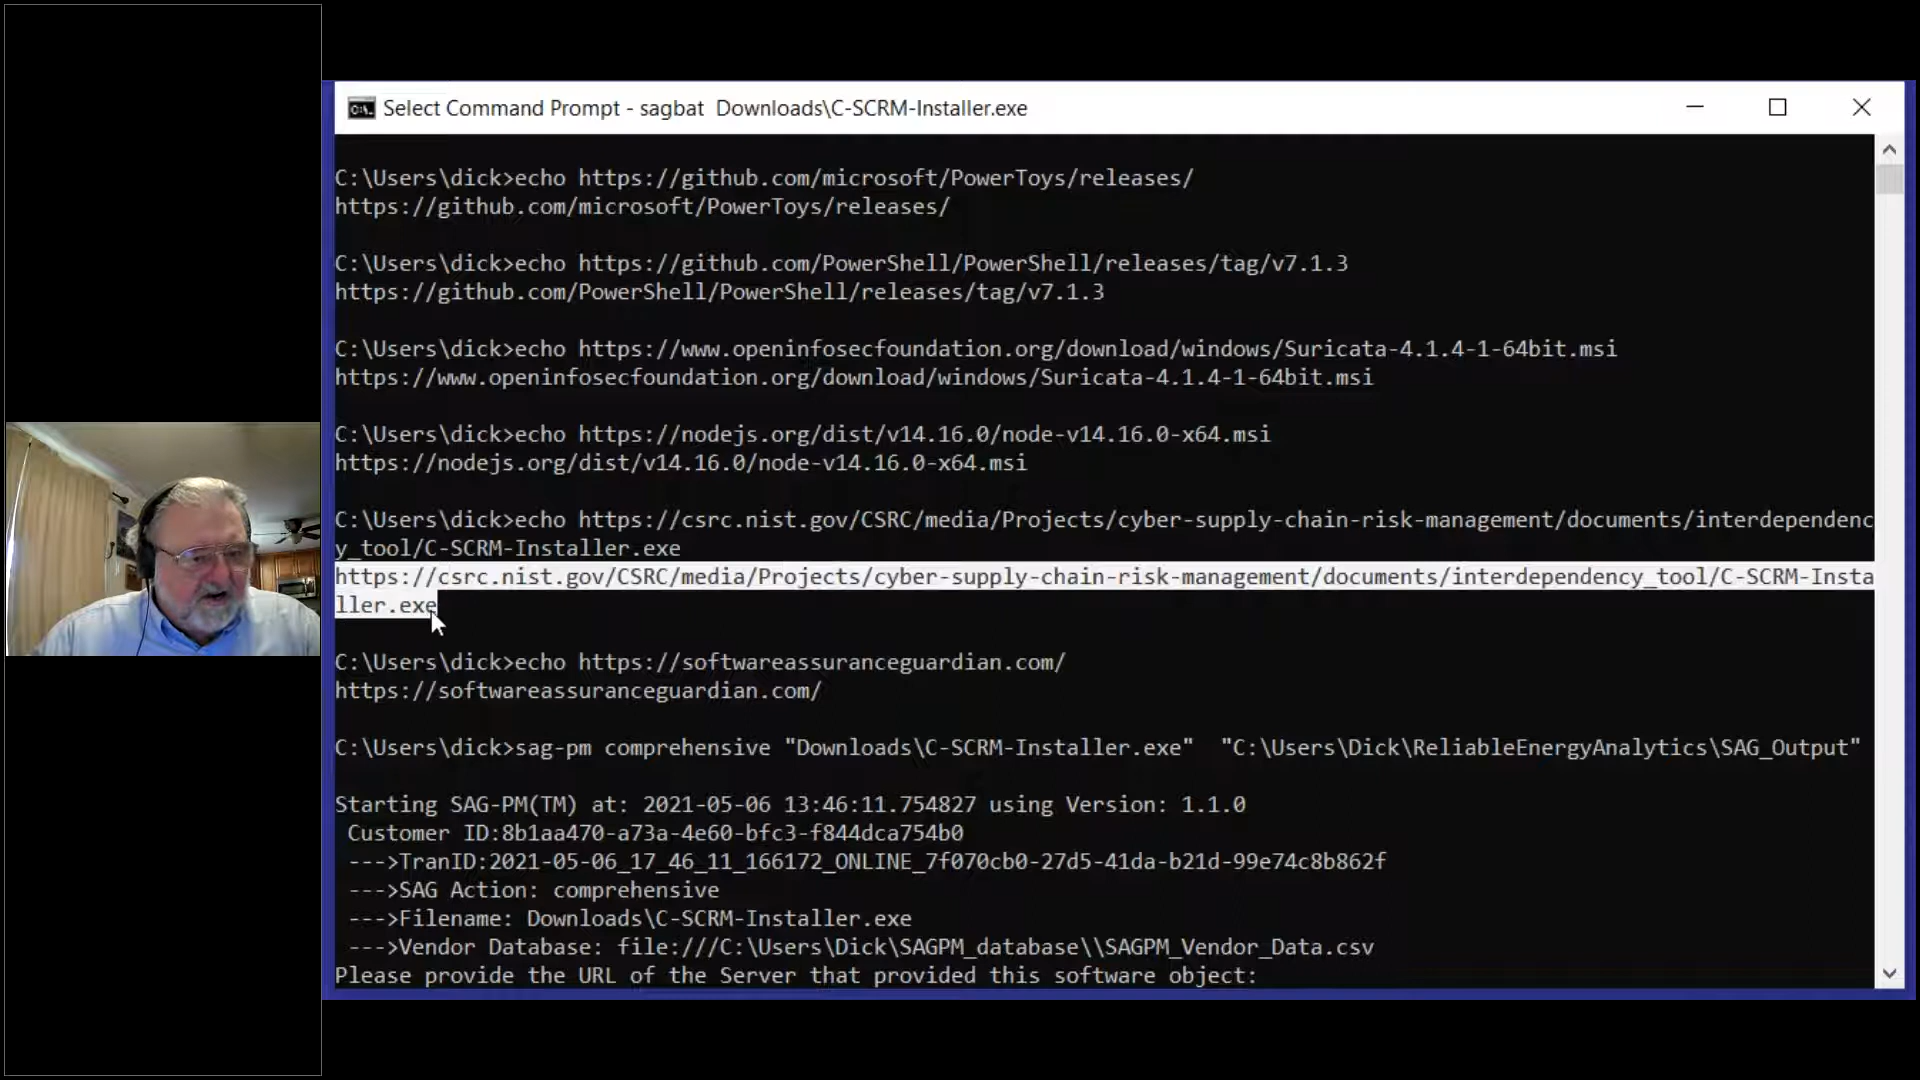 Select Command Prompt - sagbat  Downloads\C-SCRM-Installer.exe
C:\Users\dick>echo https://github.com/microsoft/PowerToys/releases/
https://github.com/microsoft/PowerToys/releases/
C:\Users\dick>echo https://github.com/PowerShell/PowerShell/releases/tag/v7.1.3
https://github.com/PowerShell/PowerShell/releases/tag/v7.1.3
C:\Users\dick>echo https://www.openinfosecfoundation.org/download/windows/Suricata-4.1.4-1-64bit.msi
https://www.openinfosecfoundation.org/download/windows/Suricata-4.1.4-1-64bit.msi
C:\Users\dick>echo https://nodejs.org/dist/v14.16.0/node-v14.16.0-x64.msi
https://nodejs.org/dist/v14.16.0/node-v14.16.0-x64.msi
C:\Users\dick>echo https://csrc.nist.gov/CSRC/media/Projects/cyber-supply-chain-risk-management/documents/interdependenc
y_tool/C-SCRM-Installer.exe
https://csrc.nist.gov/CSRC/media/Projects/cyber-supply-chain-risk-management/documents/interdependency_tool/C-SCRM-Insta
ller.exe
C:\Users\dick>echo https://softwareassuranceguardian.com/
https://softwareassuranceguardian.com/
C:\Users\dick>sag-pm comprehensive "Downloads\C-SCRM-Installer.exe"  "C:\Users\Dick\ReliableEnergyAnalytics\SAG_Output"
Starting SAG-PM(TM) at: 2021-05-06 13:46:11.754827 using Version: 1.1.0
Customer ID:8b1aa470-a73a-4e60-bfc3-f844dca754b0
--->TranID:2021-05-06_17_46_11_166172_ONLINE_7f070cb0-27d5-41da-b21d-99e74c8b862f
--->SAG Action: comprehensive
--->Filename: Downloads\C-SCRM-Installer.exe
--->Vendor Database: file:///C:\Users\Dick\SAGPM_database\\SAGPM_Vendor_Data.csv
Please provide the URL of the Server that provided this software object: